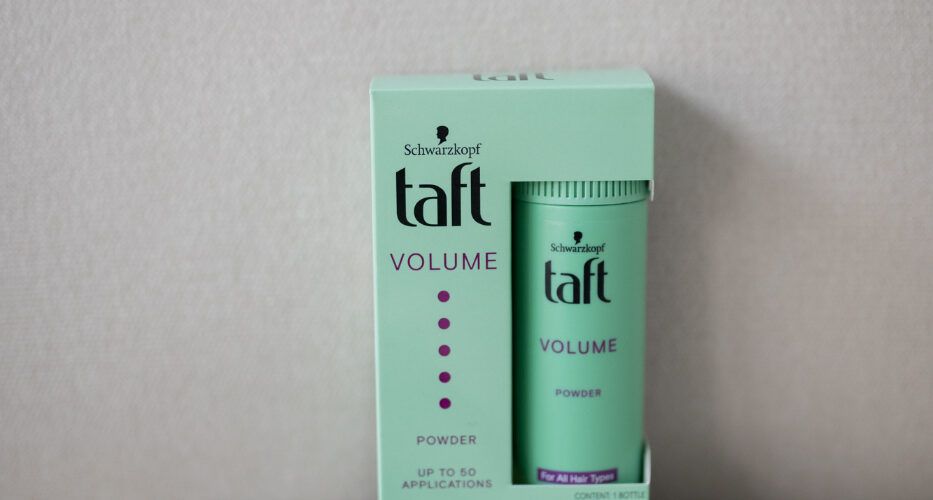 taft
Schwarzkopf
taft
VOLUME
POWDER
UP TO 50
APPLICATIONS
Schwarzkopf
taft
VOLUME
POWDER
For All Hair Types
CONTENT: 1 BOTTLE